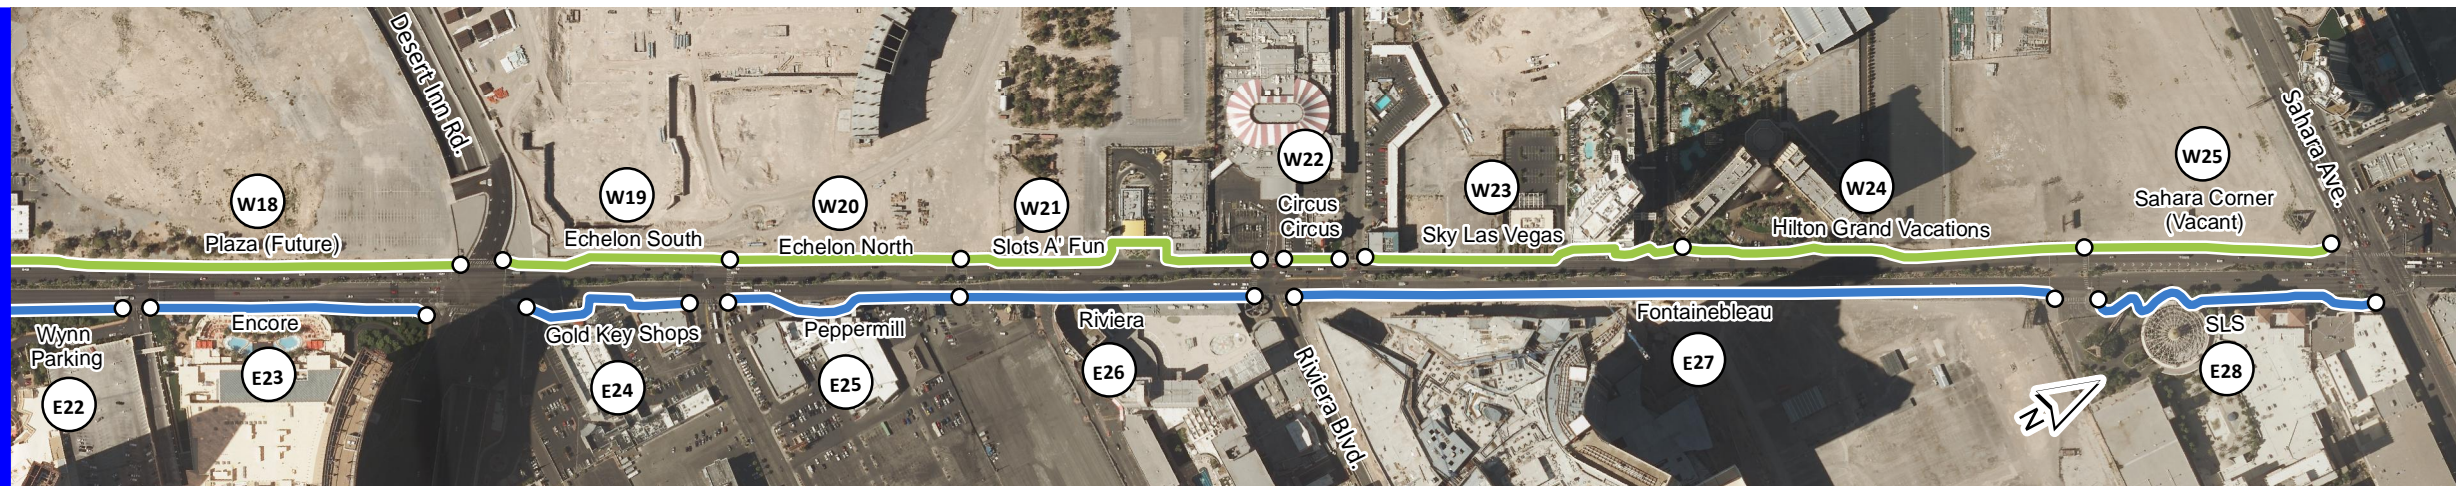 Desert Inn Rd.
W18
Plaza (Future)
W19
Echelon South
W20
Echelon North
W21
Slots A' Fun
W22
Circus
Circus
W23
Sky Las Vegas
W24
Hilton Grand Vacations
W25
Sahara Corner
(Vacant)
Sahara Ave.
Wynn
Parking
E22
Encore
E23
Gold Key Shops
E24
Peppermill
E25
Riviera
E26
Riviera Blvd.
Fontainebleau
E27
SLS
E28
N